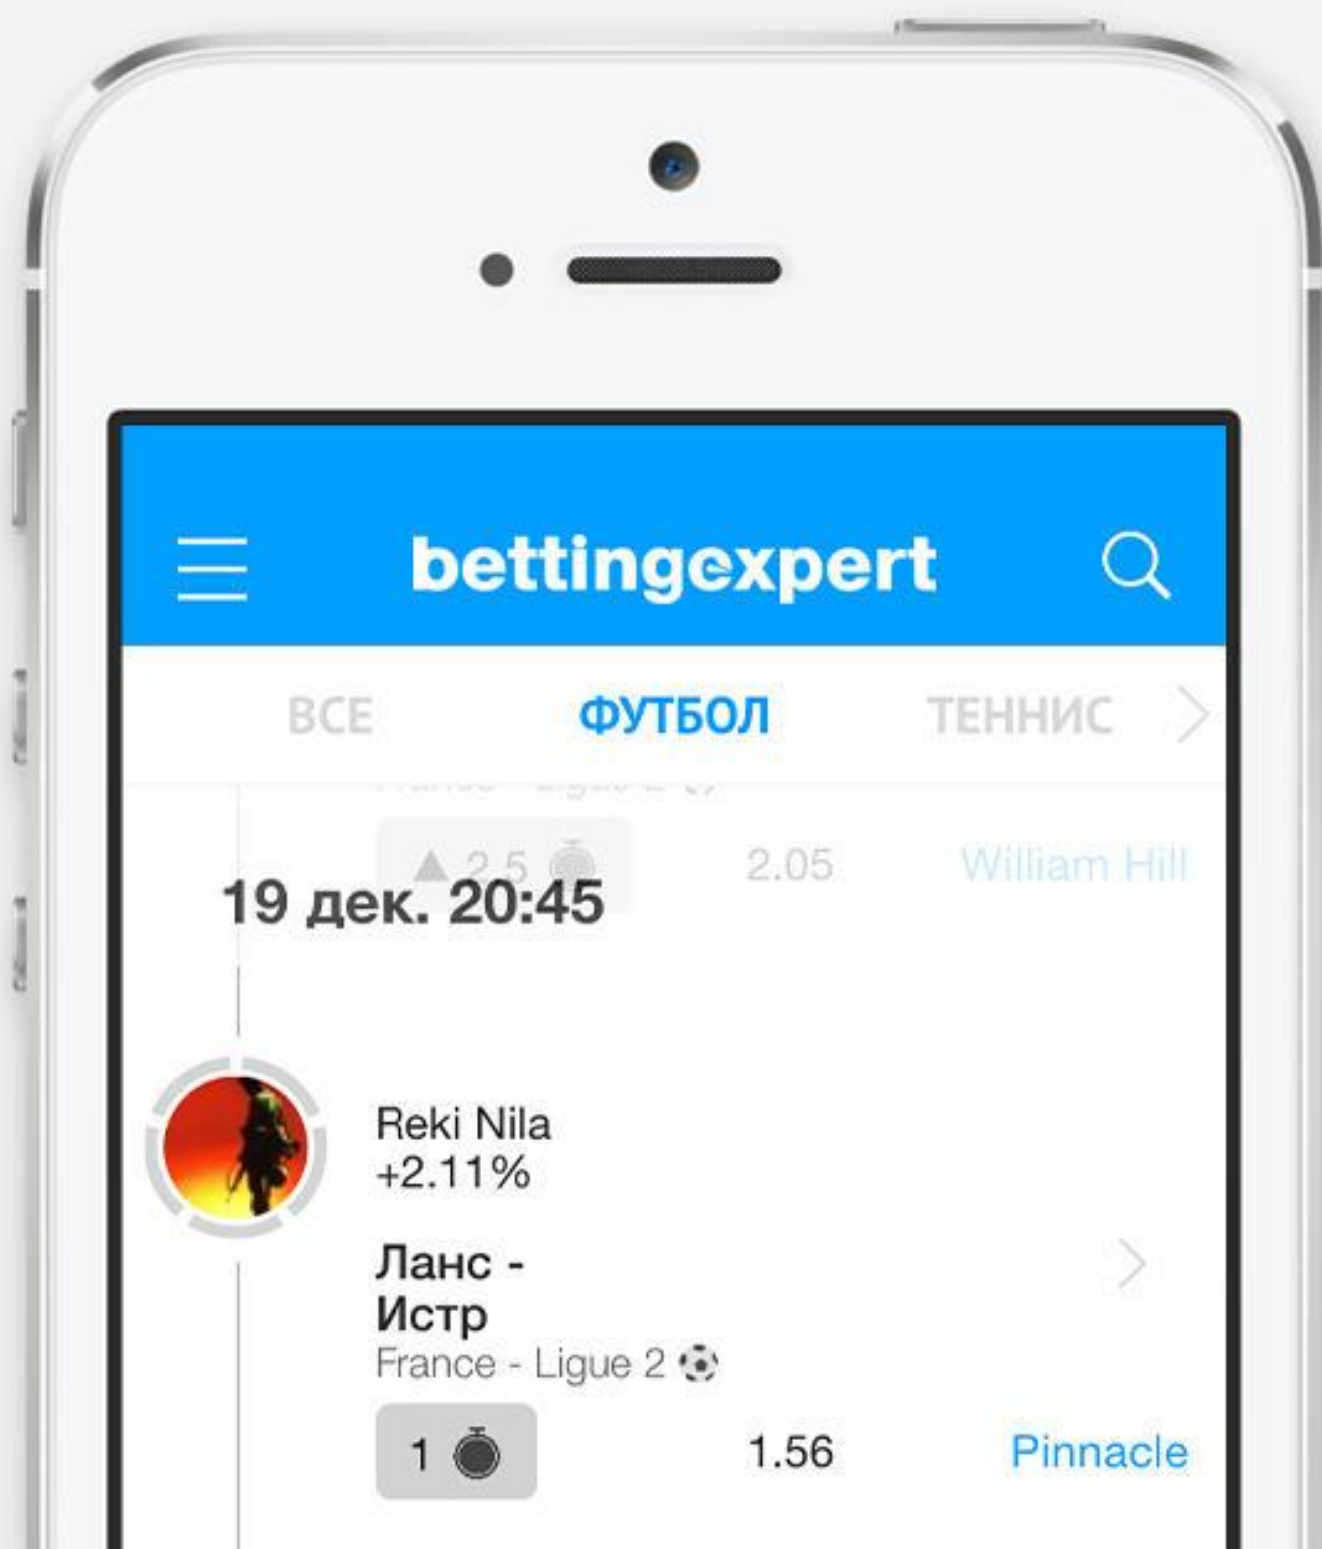 bettingexpert
ВСЕ ФУТБОЛ ТЕННИС
▲ 2.5 2.05 William Hill
19 дек. 20:45
Reki Nila
+2.11%
Ланс -
Истр
France - Ligue 2
1 1.56 Pinnacle